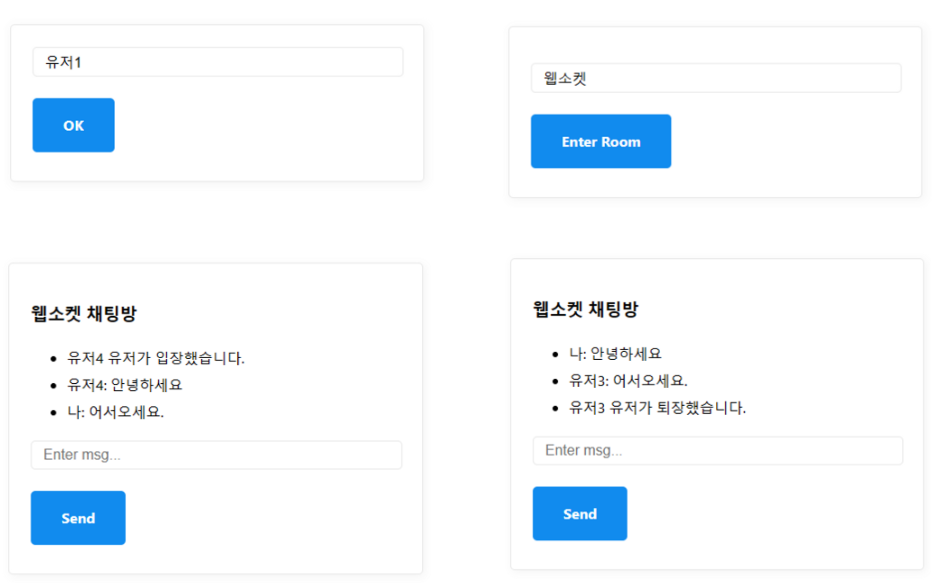 유저1
OK
웹소켓
Enter Room
웹소켓 채팅방
유저4 유저가 입장했습니다.
유저4: 안녕하세요
나: 어서오세요.
Enter msg...
Send
웹소켓 채팅방
나: 안녕하세요
유저3: 어서오세요.
유저3 유저가 퇴장했습니다.
Enter msg...
Send